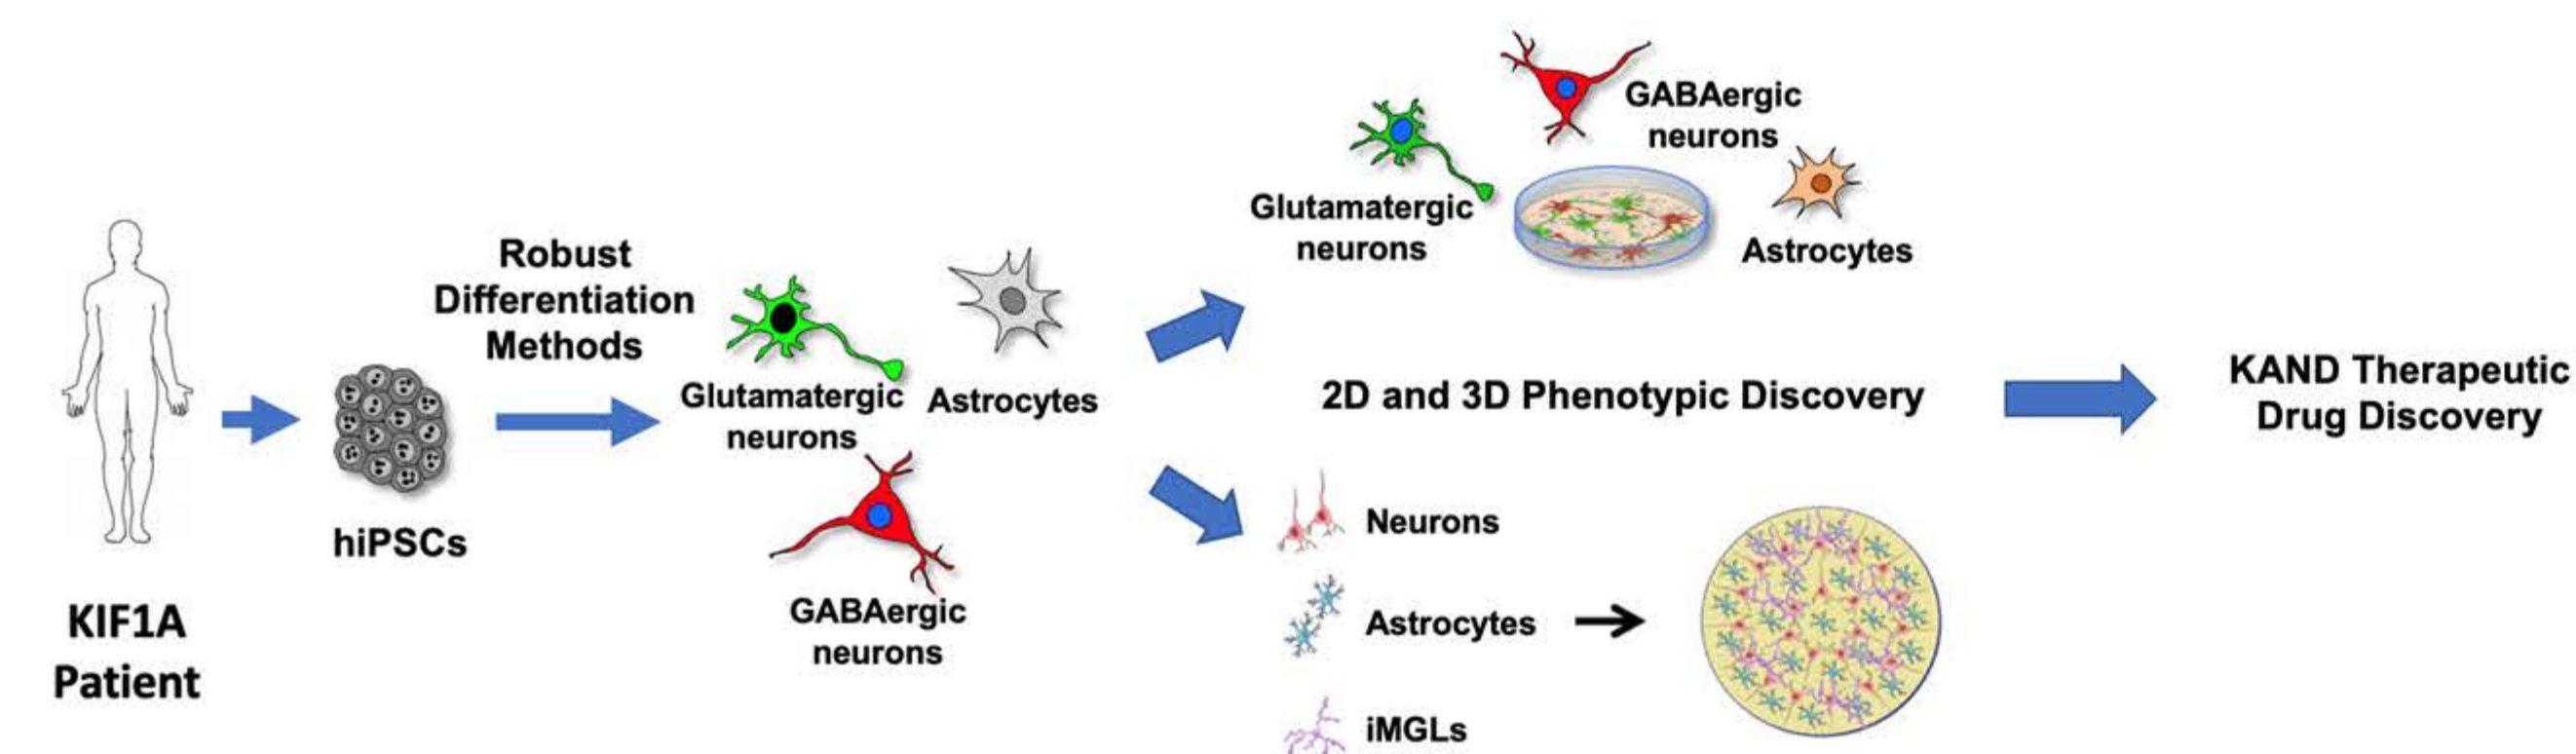 KIF1A
Patient
hiPSCs
Robust
Differentiation
Methods
Glutamatergic
neurons
Astrocytes
GABAergic
neurons
GABAergic
neurons
Glutamatergic
neurons
Astrocytes
2D and 3D Phenotypic Discovery
Neurons
Astrocytes
iMGLs
KAND Therapeutic
Drug Discovery